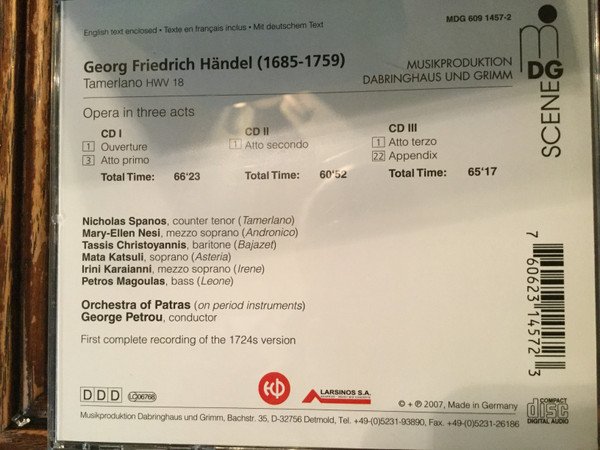 MDG 609 1457-2
English text enclosed • Texte en français inclus • Mit deutschem Text
Georg Friedrich Händel (1685-1759)
Tamerlano HWV 18
MUSIKPRODUKTION
DABRINGHAUS UND GRIMM
DG
SCENE
Opera in three acts
CD I
1 Ouverture
3 Atto primo
Total Time: 66'23
CD II
1 Atto secondo
Total Time: 60'52
CD III
1 Atto terzo
22 Appendix
Total Time: 65'17
Nicholas Spanos, counter tenor (Tamerlano)
Mary-Ellen Nesi, mezzo soprano (Andronico)
Tassis Christoyannis, baritone (Bajazet)
Mata Katsuli, soprano (Asteria)
Irini Karaianni, mezzo soprano (Irene)
Petros Magoulas, bass (Leone)
Orchestra of Patras (on period instruments)
George Petrou, conductor
First complete recording of the 1724s version
7 60623 14572 3
DDD
LC06768
LARSINOS S.A.
© + ℗ 2007, Made in Germany
COMPACT
disc
DIGITAL AUDIO
Musikproduktion Dabringhaus und Grimm, Bachstr. 35, D-32756 Detmold, Tel. +49-(0)5231-93890, Fax. +49-(0)5231-26186